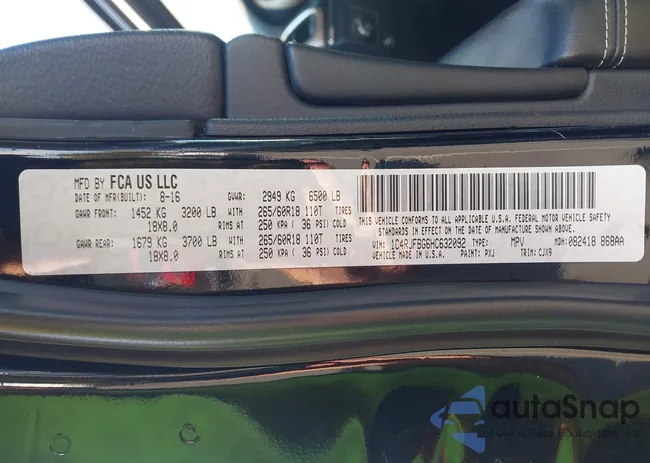 MFD BY FCA US LLC
DATE OF MFR(BUILT): 8-16 GVWR: 2949 KG 6500 LB
GAWR FRONT: 1452 KG 3200 LB WITH 265/60R18 110T TIRES
18X8.0 RIMS AT 250 KPA ( 36 PSI) COLD
GAWR REAR: 1679 KG 3700 LB WITH 265/60R18 110T TIRES
18X8.0 RIMS AT 250 KPA ( 36 PSI) COLD
THIS VEHICLE CONFORMS TO ALL APPLICABLE U.S.A. FEDERAL MOTOR VEHICLE SAFETY
STANDARDS IN EFFECT ON THE DATE OF MANUFACTURE SHOWN ABOVE.
VIN: 1C4RJFBG6HC632092 TYPE: MPV MDH: 082418 868AA
VEHICLE MADE IN U.S.A. PAINT: PXJ TRIM: CJX9
autaSnap